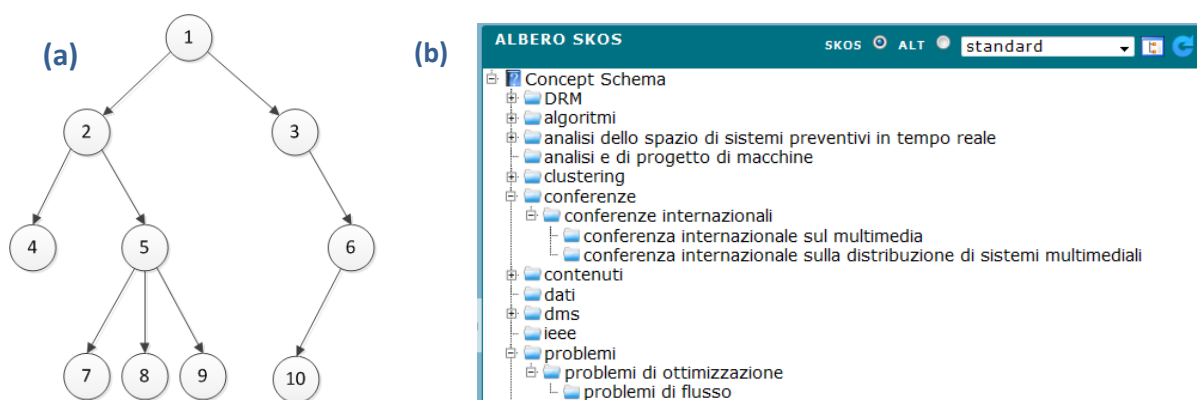 (a)
1
2
3
4
5
6
7
8
9
10
(b)
ALBERO SKOS
SKOS ALT standard
Concept Schema
DRM
algoritmi
analisi dello spazio di sistemi preventivi in tempo reale
analisi e di progetto di macchine
clustering
conferenze
conferenze internazionali
conferenza internazionale sul multimedia
conferenza internazionale sulla distribuzione di sistemi multimediali
contenuti
dati
dms
ieee
problemi
problemi di ottimizzazione
problemi di flusso